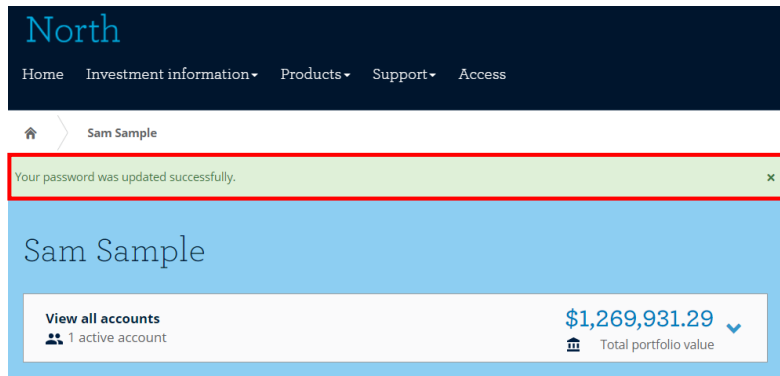 North
Home Investment information Products Support Access
Sam Sample
Your password was updated successfully. ×
Sam Sample
View all accounts $1,269,931.29
1 active account Total portfolio value